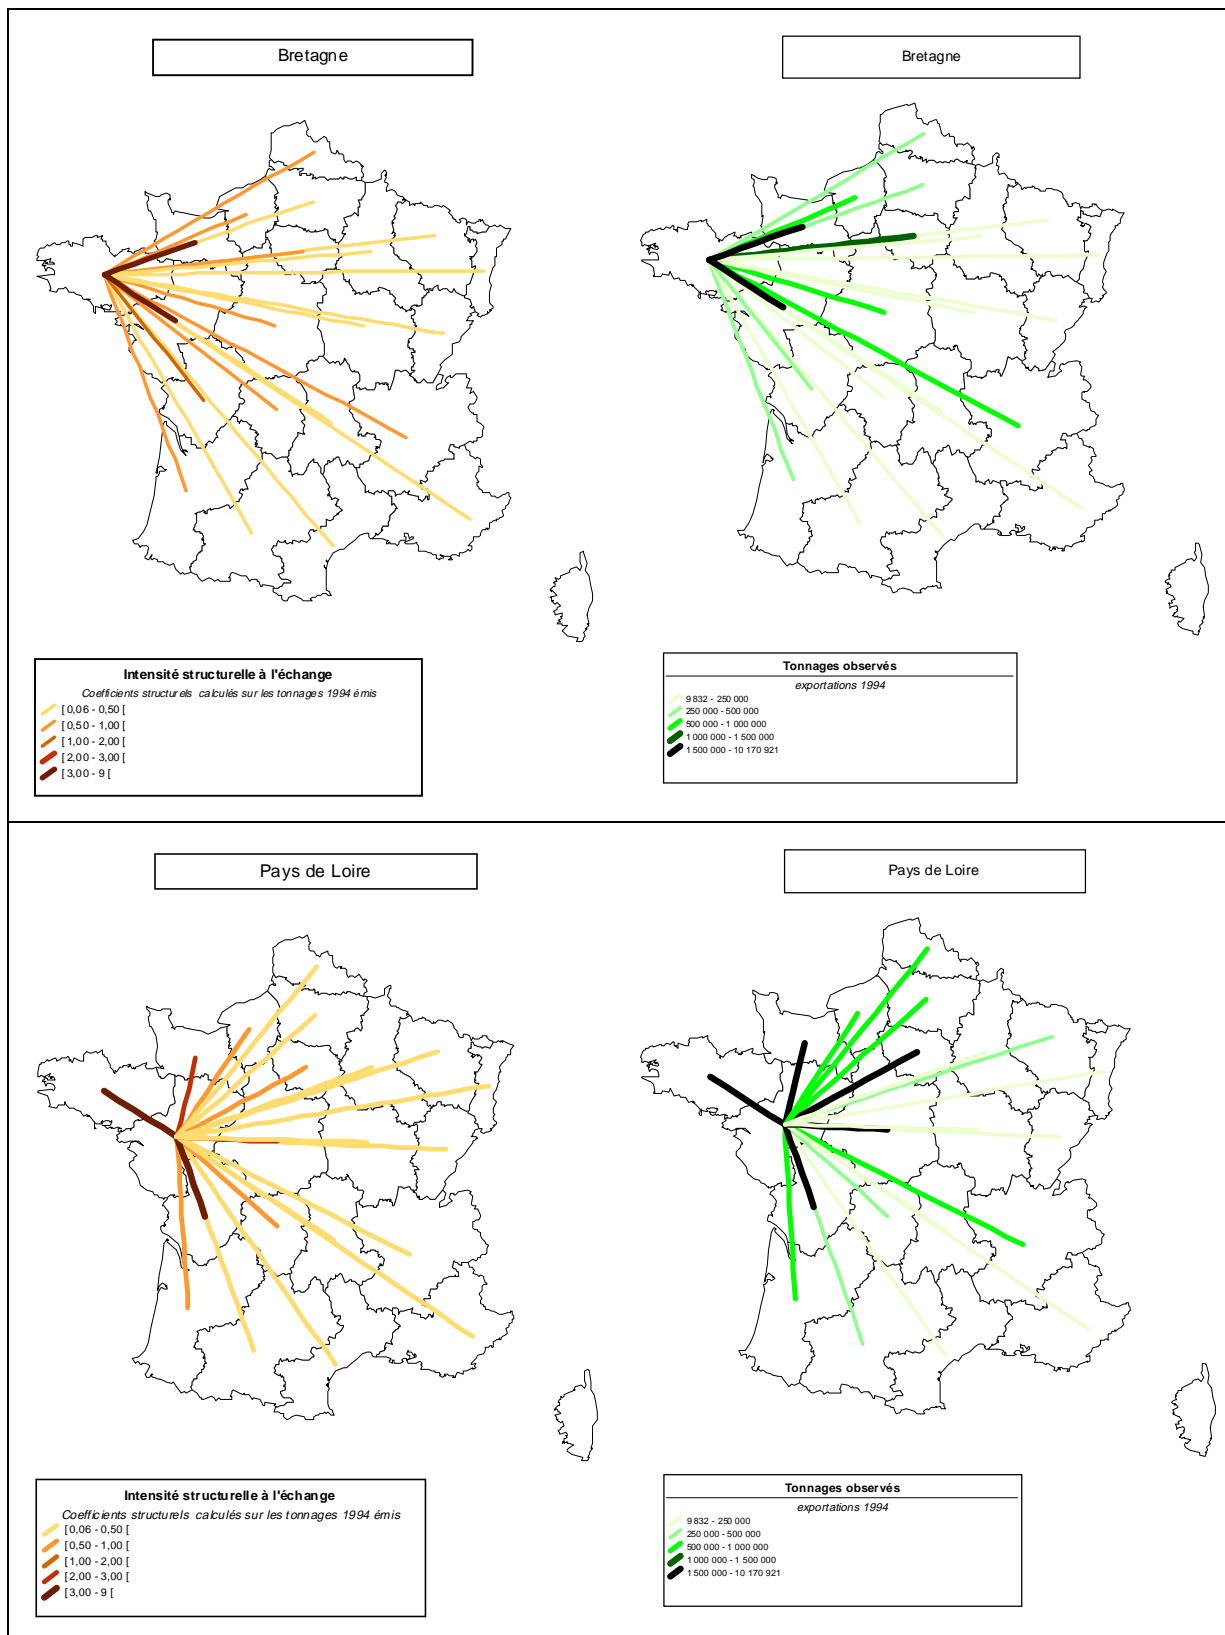 Bretagne
Bretagne
Intensité structurelle à l'échange
Coefficients structurels calculés sur les tonnages 1994 émis
[ 0,06 - 0,50 [
[ 0,50 - 1,00 [
[ 1,00 - 2,00 [
[ 2,00 - 3,00 [
[ 3,00 - 9 [
Tonnages observés
exportations 1994
9 832 - 250 000
250 000 - 500 000
500 000 - 1 000 000
1 000 000 - 1 500 000
1 500 000 - 10 170 921
Pays de Loire
Pays de Loire
Intensité structurelle à l'échange
Coefficients structurels calculés sur les tonnages 1994 émis
[ 0,06 - 0,50 [
[ 0,50 - 1,00 [
[ 1,00 - 2,00 [
[ 2,00 - 3,00 [
[ 3,00 - 9 [
Tonnages observés
exportations 1994
9 832 - 250 000
250 000 - 500 000
500 000 - 1 000 000
1 000 000 - 1 500 000
1 500 000 - 10 170 921